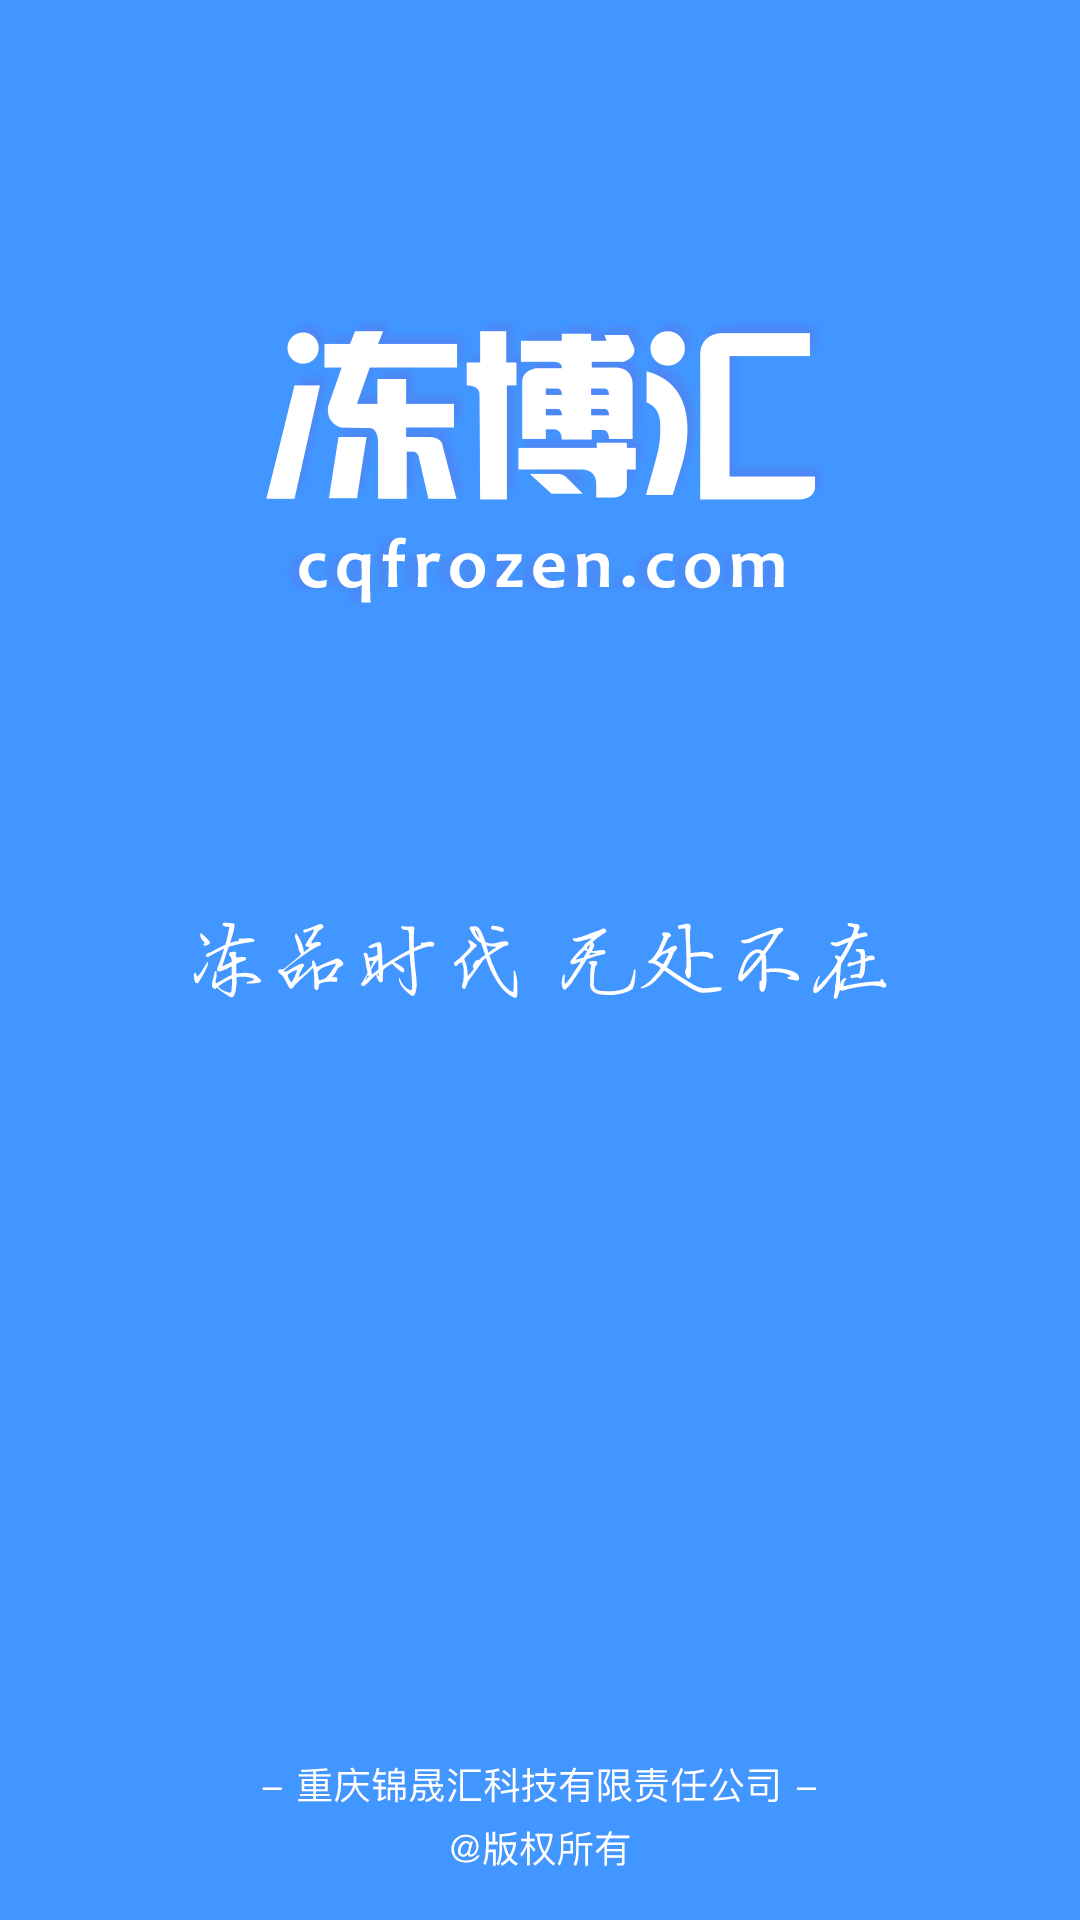 冻博汇
cqfrozen.com
冻品时代 无处不在
– 重庆锦晟汇科技有限责任公司 –
@版权所有